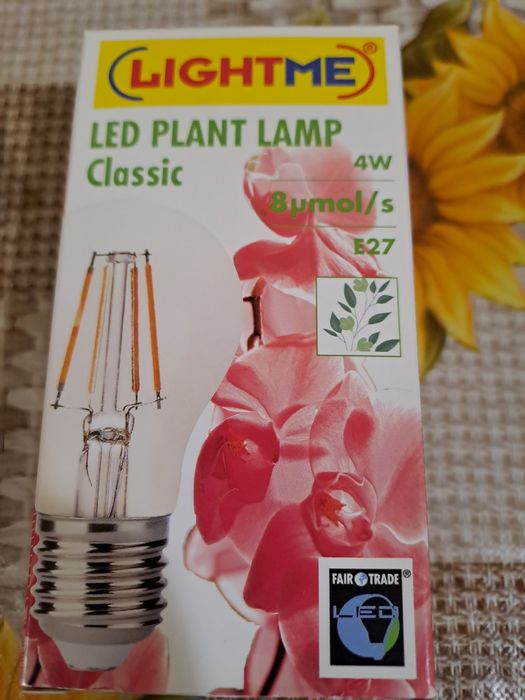 LIGHTME®
LED PLANT LAMP
Classic
4W
8µmol/s
E27
FAIR TRADE®
LED